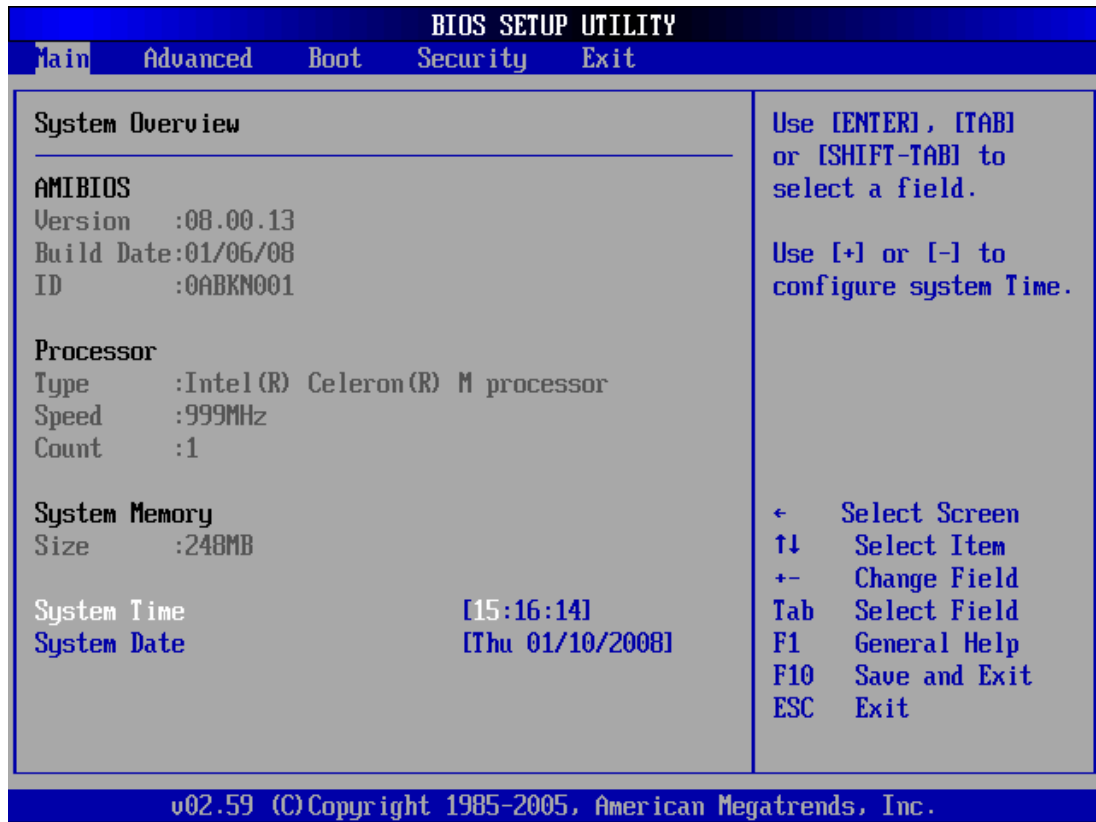 BIOS SETUP UTILITY
Main Advanced Boot Security Exit
System Overview
AMIBIOS
Version :08.00.13
Build Date:01/06/08
ID :0ABKN001
Processor
Type :Intel(R) Celeron(R) M processor
Speed :999MHz
Count :1
System Memory
Size :248MB
System Time [15:16:14]
System Date [Thu 01/10/2008]
Use [ENTER], [TAB]
or [SHIFT-TAB] to
select a field.
Use [+] or [-] to
configure system Time.
← Select Screen
↑↓ Select Item
+- Change Field
Tab Select Field
F1 General Help
F10 Save and Exit
ESC Exit
v02.59 (C)Copyright 1985-2005, American Megatrends, Inc.